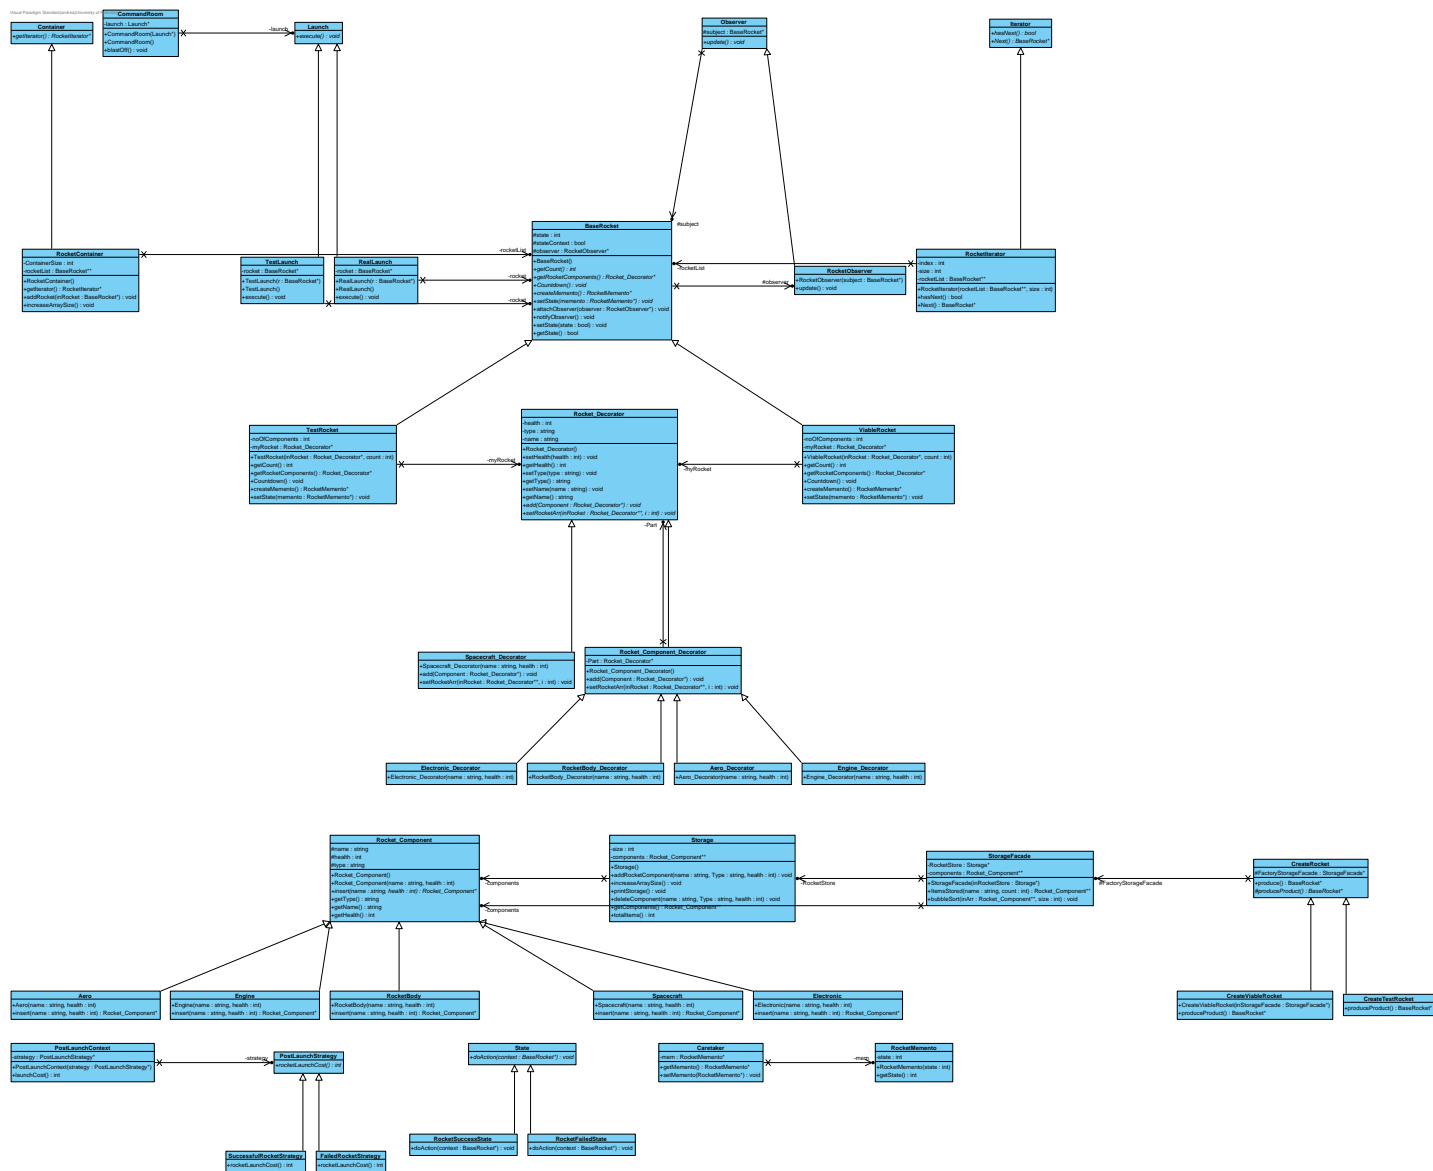 Visual Paradigm Standard(andrea(University of
Container
+getIterator() : RocketIterator*
CommandRoom
-launch : Launch*
+CommandRoom(Launch*)
+CommandRoom()
+blastOff() : void
-launch
Launch
+execute() : void
Observer
#subject : BaseRocket*
+update() : void
Iterator
+hasNext() : bool
+Next() : BaseRocket*
#subject
BaseRocket
#state : int
#stateContext : bool
#observer : RocketObserver*
+BaseRocket()
+getCount() : int
+getRocketComponents() : Rocket_Decorator*
+Countdown() : void
+createMemento() : RocketMemento*
+setState(memento : RocketMemento*) : void
+attachObserver(observer : RocketObserver*) : void
+notifyObserver() : void
+setState(state : bool) : void
+getState() : bool
RocketContainer
-ContainerSize : int
-rocketList : BaseRocket**
+RocketContainer()
+getIterator() : RocketIterator*
+addRocket(inRocket : BaseRocket*) : void
+increaseArraySize() : void
-rocketList
TestLaunch
-rocket : BaseRocket*
+TestLaunch(r : BaseRocket*)
+TestLaunch()
+execute() : void
RealLaunch
-rocket : BaseRocket*
+RealLaunch(r : BaseRocket*)
+RealLaunch()
+execute() : void
-rocket
-rocket
-rocketList
#observer
RocketObserver
+RocketObserver(subject : BaseRocket*)
+update() : void
RocketIterator
-index : int
-size : int
-rocketList : BaseRocket**
+RocketIterator(rocketList : BaseRocket**, size : int)
+hasNext() : bool
+Next() : BaseRocket*
TestRocket
-noOfComponents : int
-myRocket : Rocket_Decorator*
+TestRocket(inRocket : Rocket_Decorator*, count : int)
+getCount() : int
+getRocketComponents() : Rocket_Decorator*
+Countdown() : void
+createMemento() : RocketMemento*
+setState(memento : RocketMemento*) : void
-myRocket
Rocket_Decorator
-health : int
-type : string
-name : string
+Rocket_Decorator()
+setHealth(health : int) : void
+getHealth() : int
+setType(type : string) : void
+getType() : string
+setName(name : string) : void
+getName() : string
+add(Component : Rocket_Decorator*) : void
+setRocketArr(inRocket : Rocket_Decorator**, i : int) : void
-myRocket
ViableRocket
-noOfComponents : int
-myRocket : Rocket_Decorator*
+ViableRocket(inRocket : Rocket_Decorator*, count : int)
+getCount() : int
+getRocketComponents() : Rocket_Decorator*
+Countdown() : void
+createMemento() : RocketMemento*
+setState(memento : RocketMemento*) : void
-Part
Spacecraft_Decorator
+Spacecraft_Decorator(name : string, health : int)
+add(Component : Rocket_Decorator*) : void
+setRocketArr(inRocket : Rocket_Decorator**, i : int) : void
Rocket_Component_Decorator
-Part : Rocket_Decorator*
+Rocket_Component_Decorator()
+add(Component : Rocket_Decorator*) : void
+setRocketArr(inRocket : Rocket_Decorator**, i : int) : void
Electronic_Decorator
+Electronic_Decorator(name : string, health : int)
RocketBody_Decorator
+RocketBody_Decorator(name : string, health : int)
Aero_Decorator
+Aero_Decorator(name : string, health : int)
Engine_Decorator
+Engine_Decorator(name : string, health : int)
Rocket_Component
#name : string
#health : int
#type : string
+Rocket_Component()
+Rocket_Component(name : string, health : int)
+insert(name : string, health : int) : Rocket_Component*
+getType() : string
+getName() : string
+getHealth() : int
-components
-components
Storage
-size : int
-components : Rocket_Component**
+Storage()
+addRocketComponent(name : string, Type : string, health : int) : void
+increaseArraySize() : void
+printStorage() : void
+deleteComponent(name : string, Type : string, health : int) : void
+getComponents() : Rocket_Component**
+totalItems() : int
-RocketStore
StorageFacade
-RocketStore : Storage*
-components : Rocket_Component**
+StorageFacade(inRocketStore : Storage*)
+ItemsStored(name : string, count : int) : Rocket_Component**
+bubbleSort(inArr : Rocket_Component**, size : int) : void
#FactoryStorageFacade
CreateRocket
#FactoryStorageFacade : StorageFacade*
+produce() : BaseRocket*
#produceProduct() : BaseRocket*
Aero
+Aero(name : string, health : int)
+insert(name : string, health : int) : Rocket_Component*
Engine
+Engine(name : string, health : int)
+insert(name : string, health : int) : Rocket_Component*
RocketBody
+RocketBody(name : string, health : int)
+insert(name : string, health : int) : Rocket_Component*
Spacecraft
+Spacecraft(name : string, health : int)
+insert(name : string, health : int) : Rocket_Component*
Electronic
+Electronic(name : string, health : int)
+insert(name : string, health : int) : Rocket_Component*
CreateViableRocket
+CreateViableRocket(inStorageFacade : StorageFacade*)
+produceProduct() : BaseRocket*
CreateTestRocket
+produceProduct() : BaseRocket*
PostLaunchContext
-strategy : PostLaunchStrategy*
+PostLaunchContext(strategy : PostLaunchStrategy*)
+launchCost() : int
-strategy
PostLaunchStrategy
+rocketLaunchCost() : int
State
+doAction(context : BaseRocket*) : void
Caretaker
-mem : RocketMemento*
+getMemento() : RocketMemento*
+setMemento(RocketMemento*) : void
-mem
RocketMemento
-state : int
+RocketMemento(state : int)
+getState() : int
SuccessfulRocketStrategy
+rocketLaunchCost() : int
FailedRocketStrategy
+rocketLaunchCost() : int
RocketSuccessState
+doAction(context : BaseRocket*) : void
RocketFailedState
+doAction(context : BaseRocket*) : void